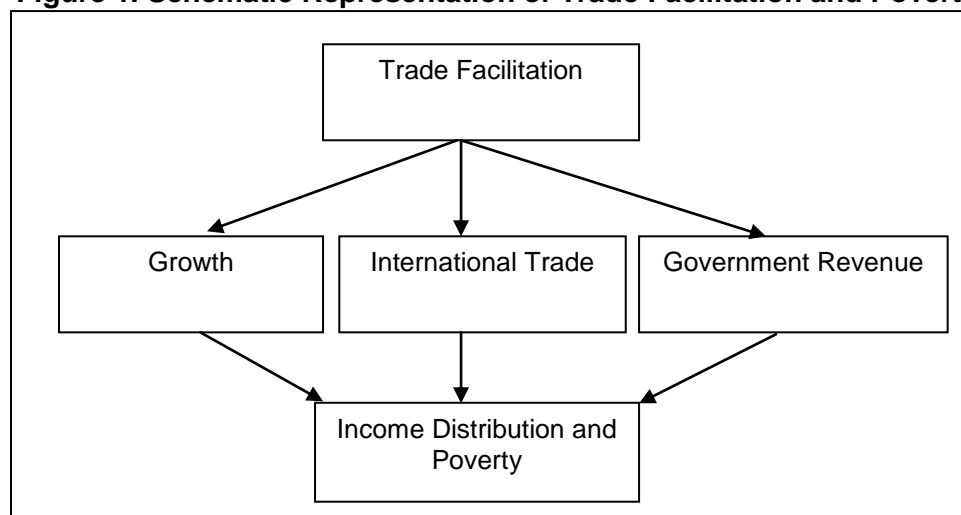 Figure 1: Schematic Representation of Trade Facilitation and Povert
Trade Facilitation
Growth
International Trade
Government Revenue
Income Distribution and
Poverty